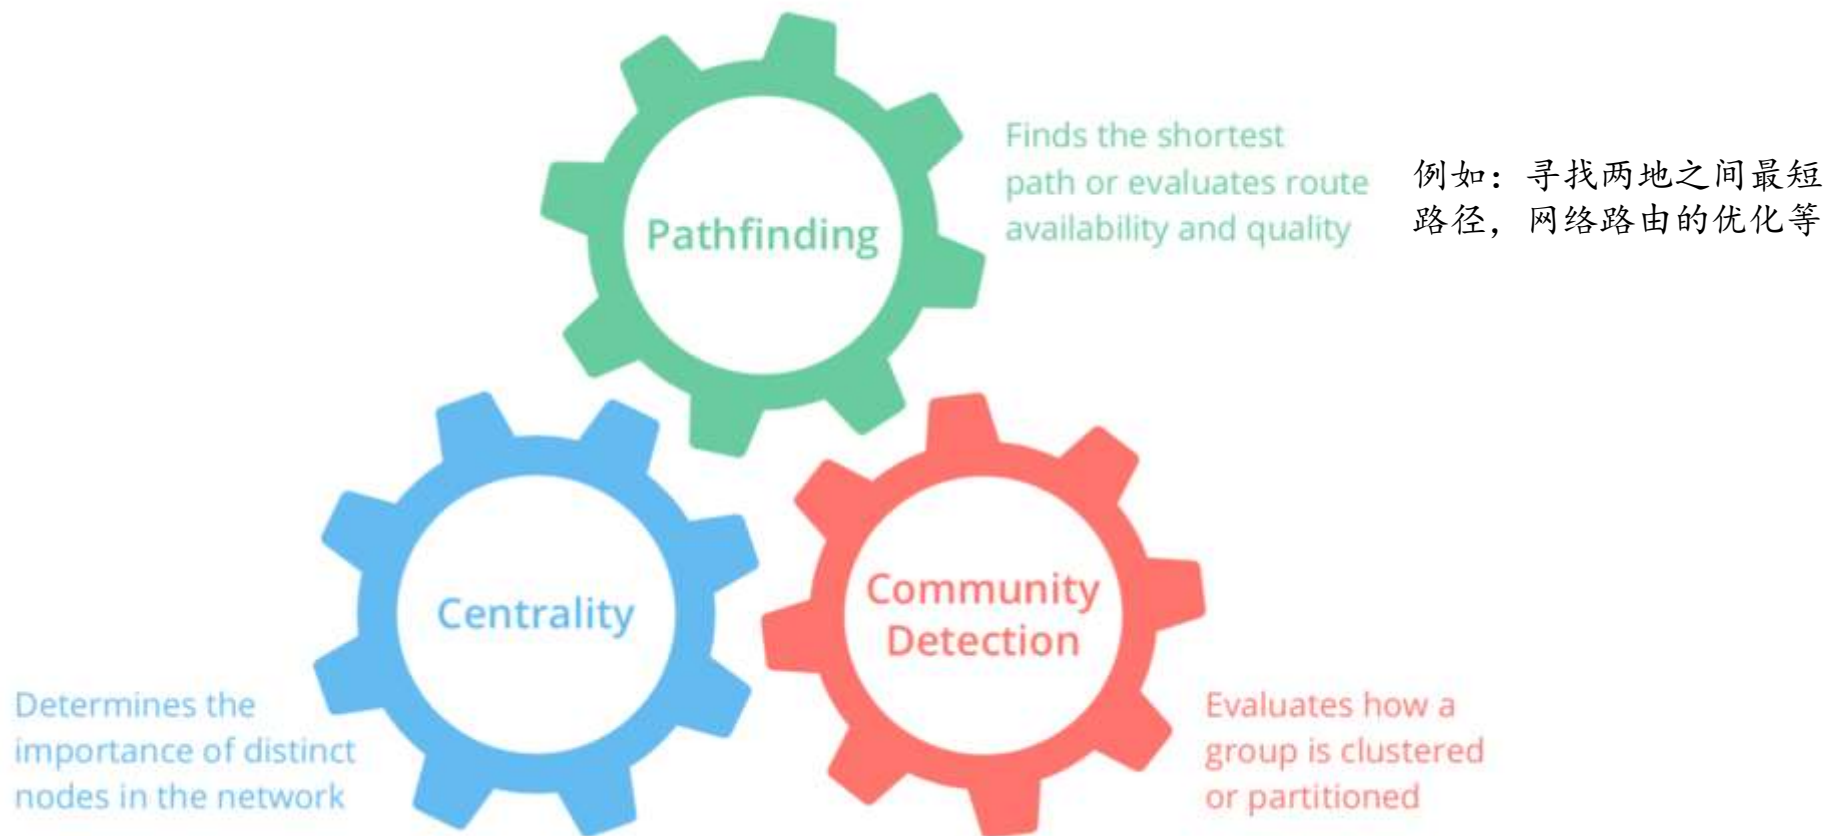 Finds the shortest
path or evaluates route
availability and quality
例如：寻找两地之间最短
路径，网络路由的优化等
Pathfinding
Centrality
Community
Detection
Determines the
importance of distinct
nodes in the network
Evaluates how a
group is clustered
or partitioned